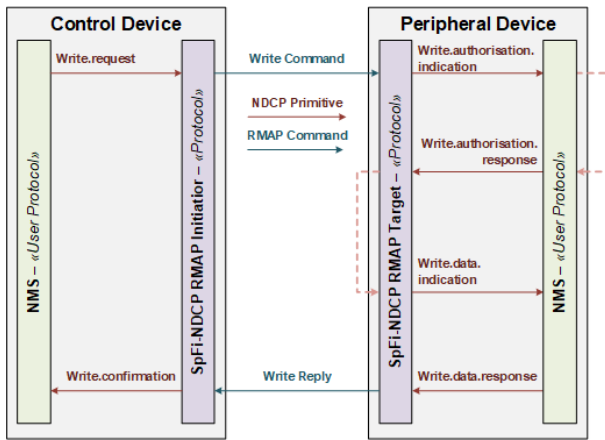 Control Device
Peripheral Device
Write.request
Write Command
Write.authorisation.
indication
NDCP Primitive
RMAP Command
Write.authorisation.
response
NMS – «User Protocol»
SpFi-NDCP RMAP Initiatior – «Protocol»
SpFi-NDCP RMAP Target – «Protocol»
NMS – «User Protocol»
Write.data.
indication
Write.confirmation
Write Reply
Write.data.response